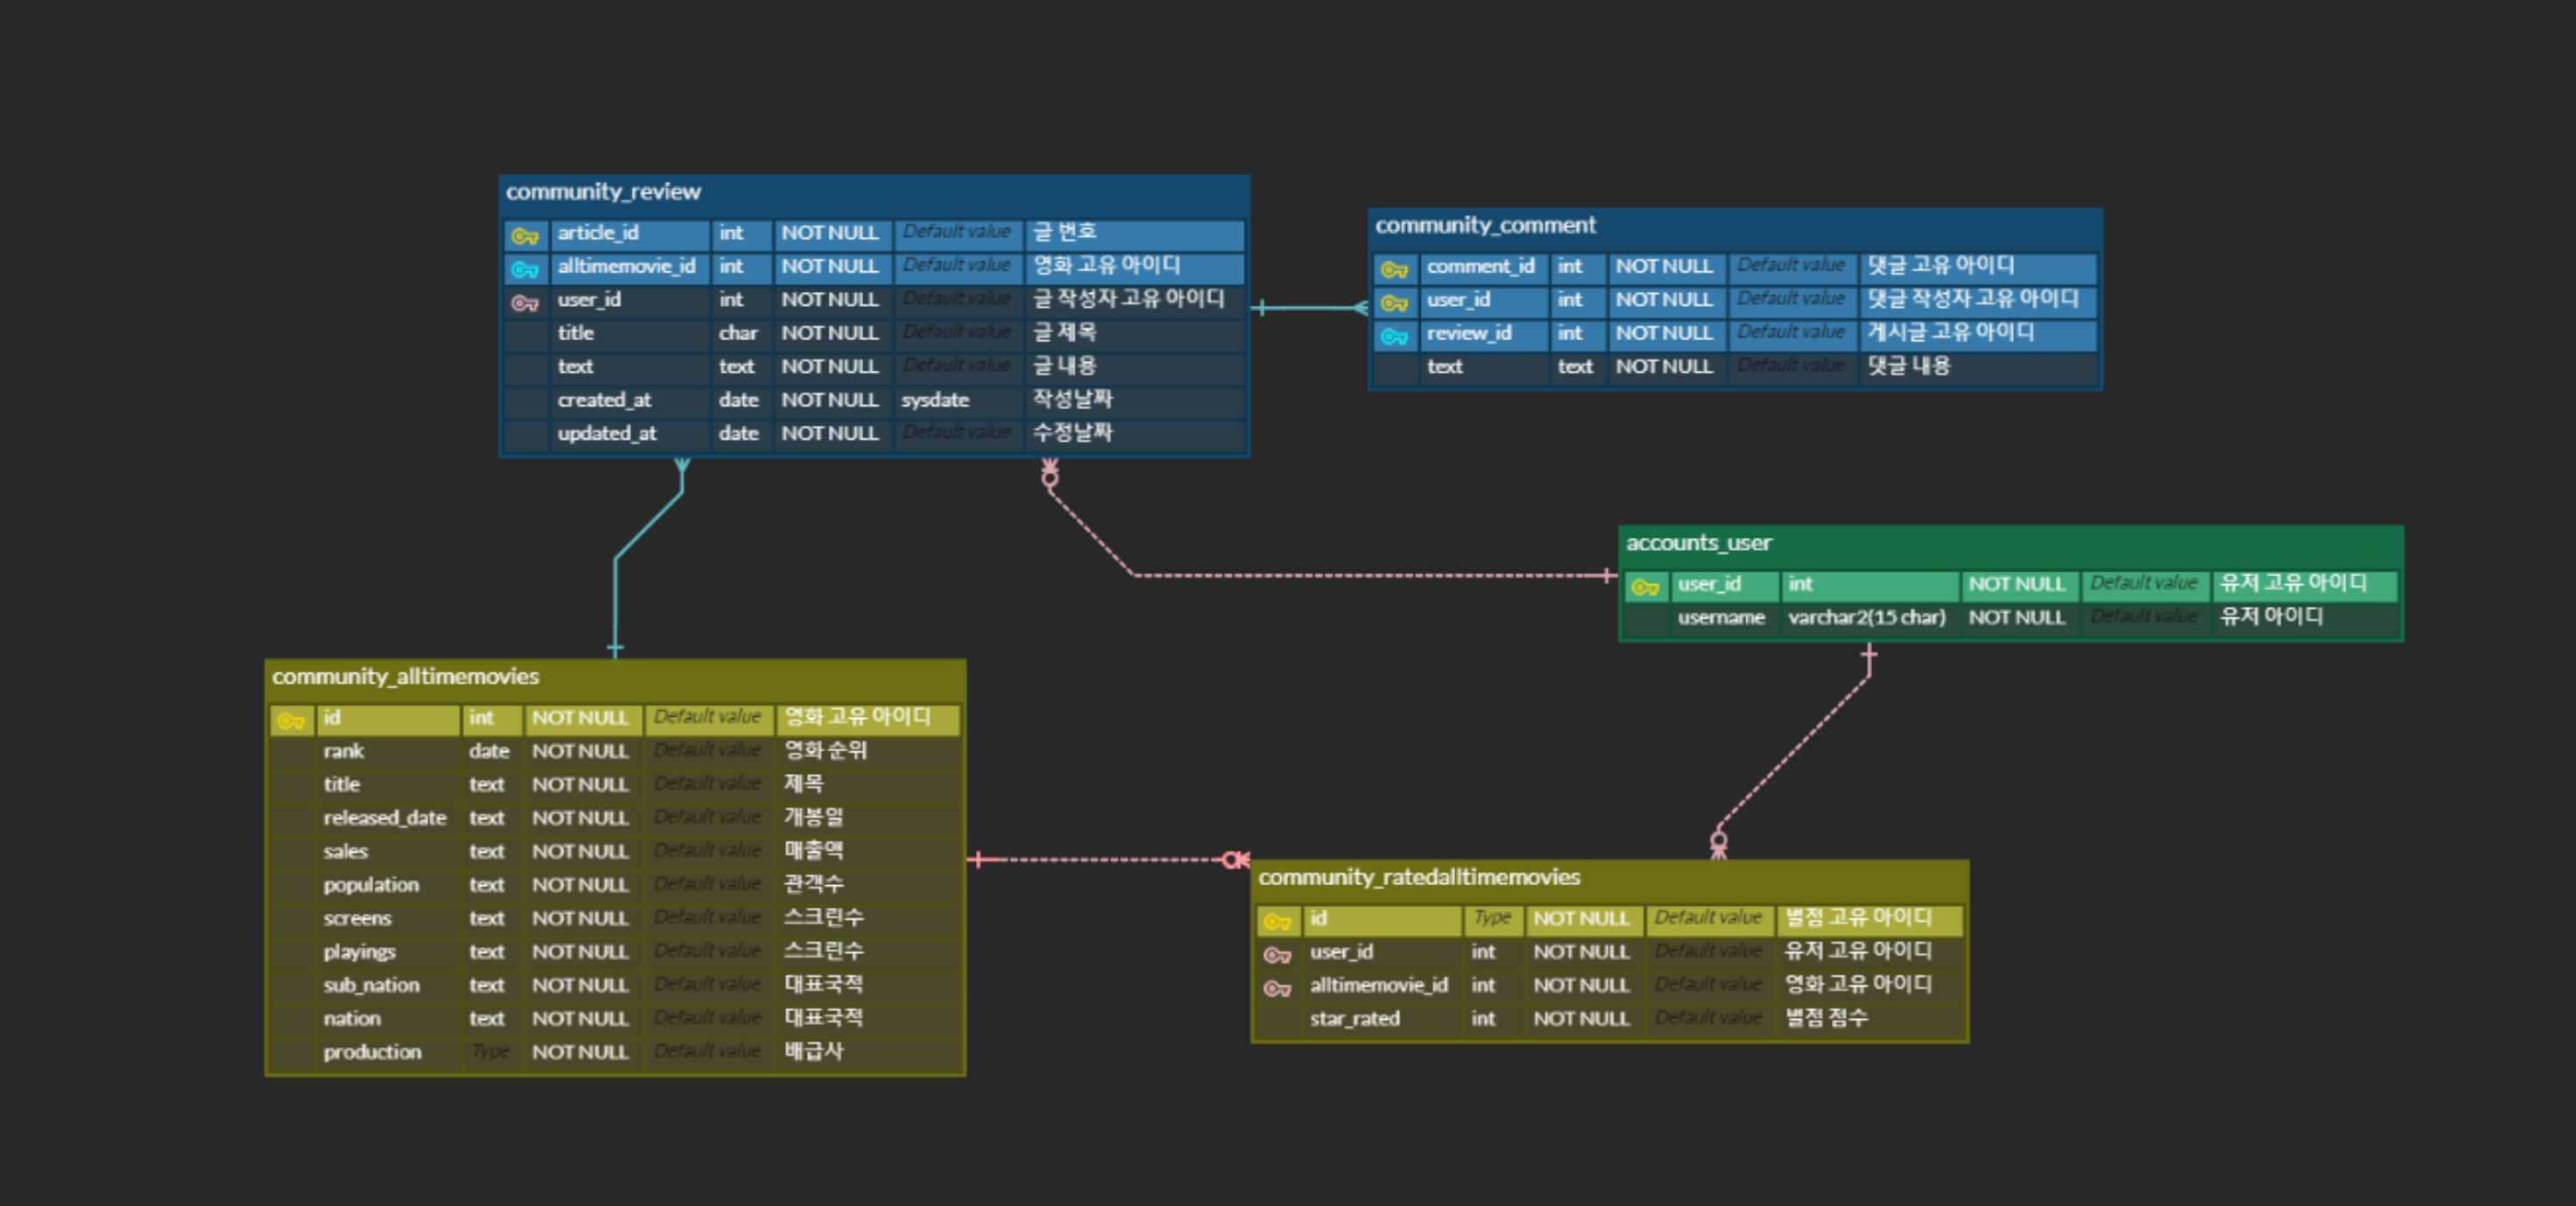 community_review
article_id int NOT NULL Default value 글 번호
alltimemovie_id int NOT NULL Default value 영화 고유 아이디
user_id int NOT NULL Default value 글 작성자 고유 아이디
title char NOT NULL Default value 글 제목
text text NOT NULL Default value 글 내용
created_at date NOT NULL sysdate 작성날짜
updated_at date NOT NULL Default value 수정날짜
community_comment
comment_id int NOT NULL Default value 댓글 고유 아이디
user_id int NOT NULL Default value 댓글 작성자 고유 아이디
review_id int NOT NULL Default value 게시글 고유 아이디
text text NOT NULL Default value 댓글 내용
accounts_user
user_id int NOT NULL Default value 유저 고유 아이디
username varchar2(15 char) NOT NULL Default value 유저 아이디
community_alltimemovies
id int NOT NULL Default value 영화 고유 아이디
rank date NOT NULL Default value 영화 순위
title text NOT NULL Default value 제목
released_date text NOT NULL Default value 개봉일
sales text NOT NULL Default value 매출액
population text NOT NULL Default value 관객수
screens text NOT NULL Default value 스크린수
playings text NOT NULL Default value 스크린수
sub_nation text NOT NULL Default value 대표국적
nation text NOT NULL Default value 대표국적
production Type NOT NULL Default value 배급사
community_ratedalltimemovies
id Type NOT NULL Default value 별점 고유 아이디
user_id int NOT NULL Default value 유저 고유 아이디
alltimemovie_id int NOT NULL Default value 영화 고유 아이디
star_rated int NOT NULL Default value 별점 점수